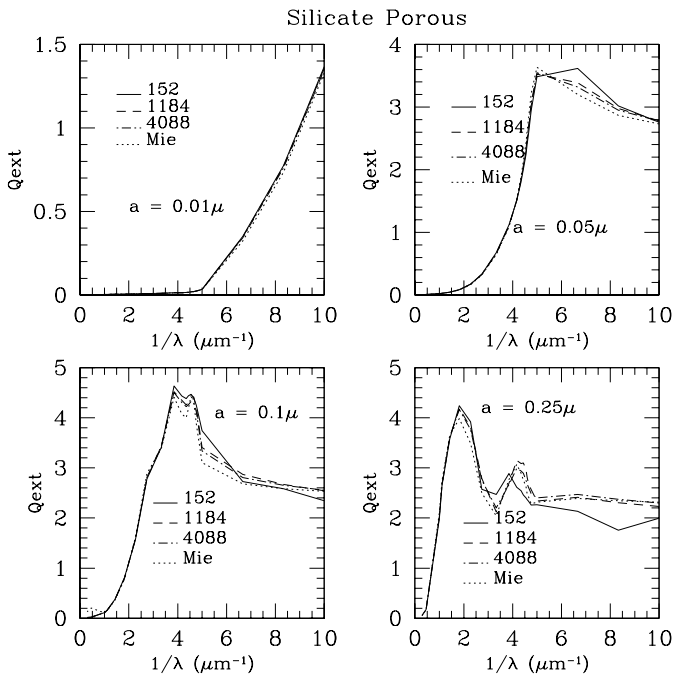 Silicate Porous
1.5
1
0.5
0
Qext
152
1184
4088
Mie
a = 0.01μ
0 2 4 6 8 10
1/λ (μm⁻¹)
4
3
2
1
0
Qext
152
1184
4088
Mie
a = 0.05μ
0 2 4 6 8 10
1/λ (μm⁻¹)
5
4
3
2
1
0
Qext
a = 0.1μ
152
1184
4088
Mie
0 2 4 6 8 10
1/λ (μm⁻¹)
5
4
3
2
1
0
Qext
a = 0.25μ
152
1184
4088
Mie
0 2 4 6 8 10
1/λ (μm⁻¹)